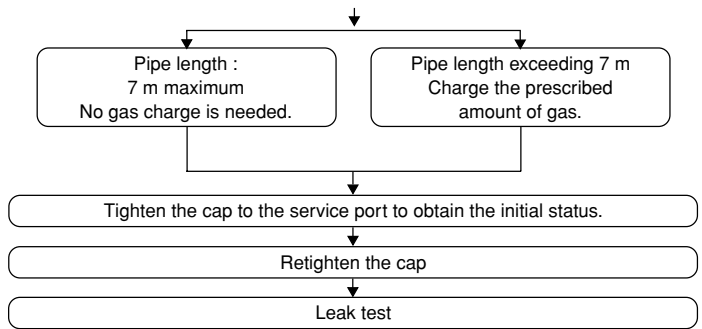 Pipe length :
7 m maximum
No gas charge is needed.
Pipe length exceeding 7 m
Charge the prescribed
amount of gas.
Tighten the cap to the service port to obtain the initial status.
Retighten the cap
Leak test